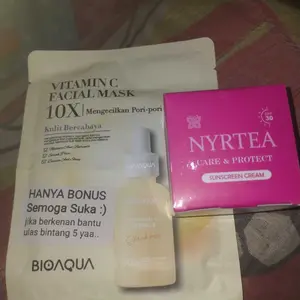 VITAMIN C
FACIAL MASK
10X Mengecilkan Pori-pori
Kulit Bercahaya
HANYA BONUS
Semoga Suka :)
jika berkenan bantu
ulas bintang 5 yaa..
BIOAQUA
30
NYRTEA
CARE & PROTECT
SUNSCREEN CREAM